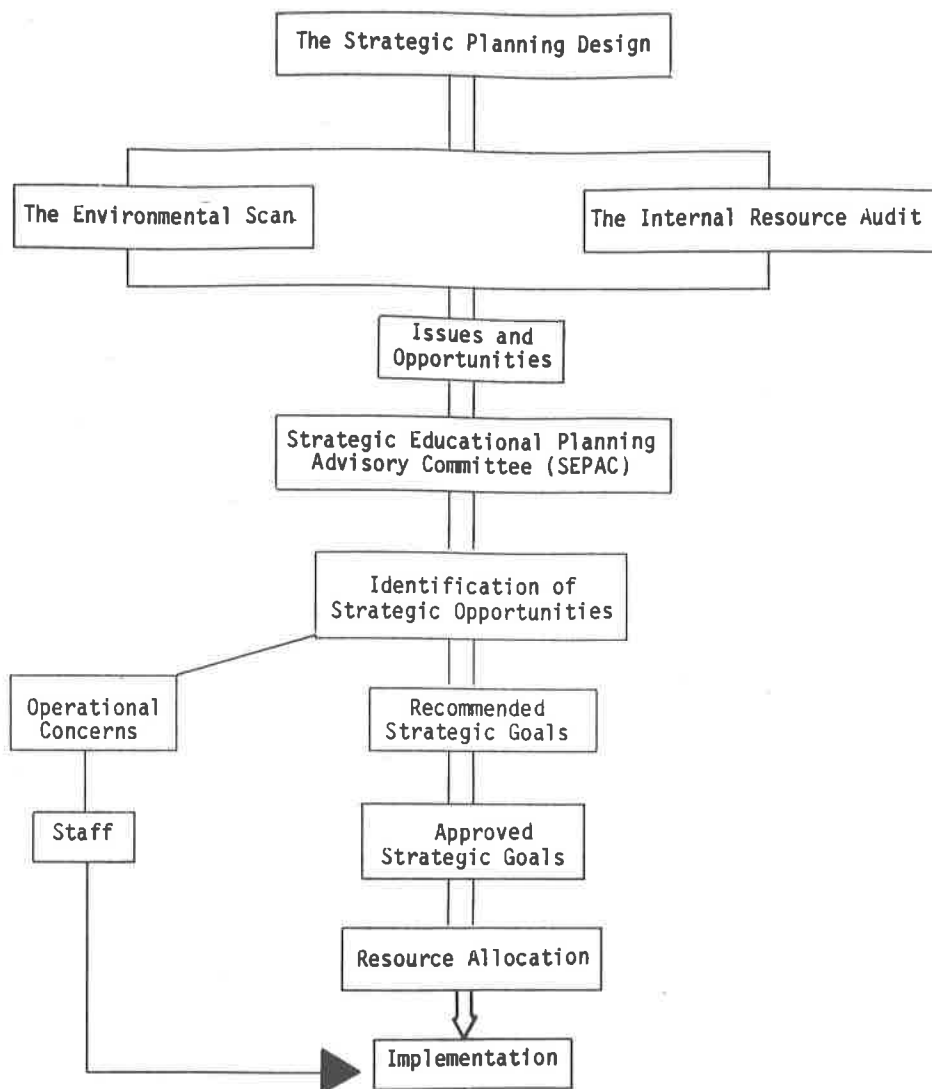 The Strategic Planning Design
The Environmental Scan
The Internal Resource Audit
Issues and
Opportunities
Strategic Educational Planning
Advisory Committee (SEPAC)
Identification of
Strategic Opportunities
Operational
Concerns
Recommended
Strategic Goals
Staff
Approved
Strategic Goals
Resource Allocation
Implementation